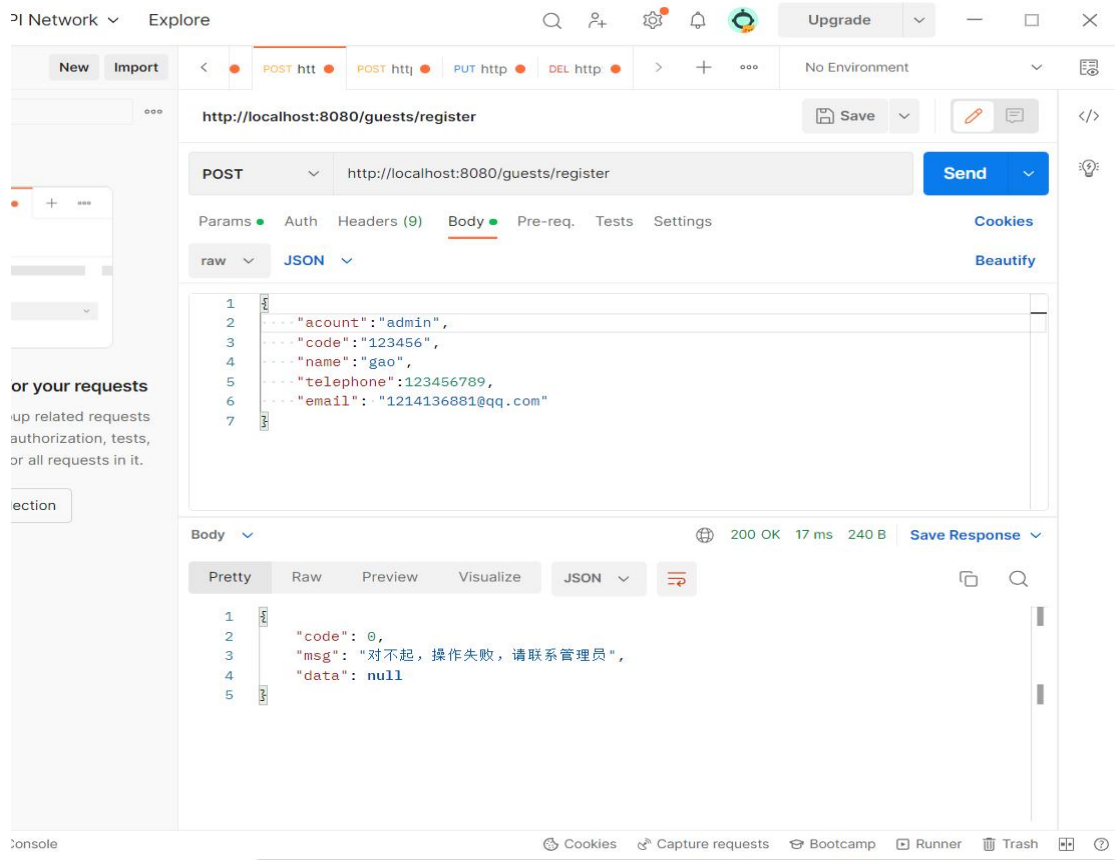 PI Network
Explore
Upgrade
New
Import
POST htt
POST http
PUT http
DEL http
No Environment
http://localhost:8080/guests/register
Save
POST
http://localhost:8080/guests/register
Send
Params
Auth
Headers (9)
Body
Pre-req.
Tests
Settings
Cookies
raw
JSON
Beautify
1 {
2 "acount":"admin",
3 "code":"123456",
4 "name":"gao",
5 "telephone":123456789,
6 "email": "1214136881@qq.com"
7 }
or your requests
up related requests
authorization, tests,
or all requests in it.
lection
Body
200 OK
17 ms
240 B
Save Response
Pretty
Raw
Preview
Visualize
JSON
1 {
2 "code": 0,
3 "msg": "对不起，操作失败，请联系管理员",
4 "data": null
5 }
Console
Cookies
Capture requests
Bootcamp
Runner
Trash